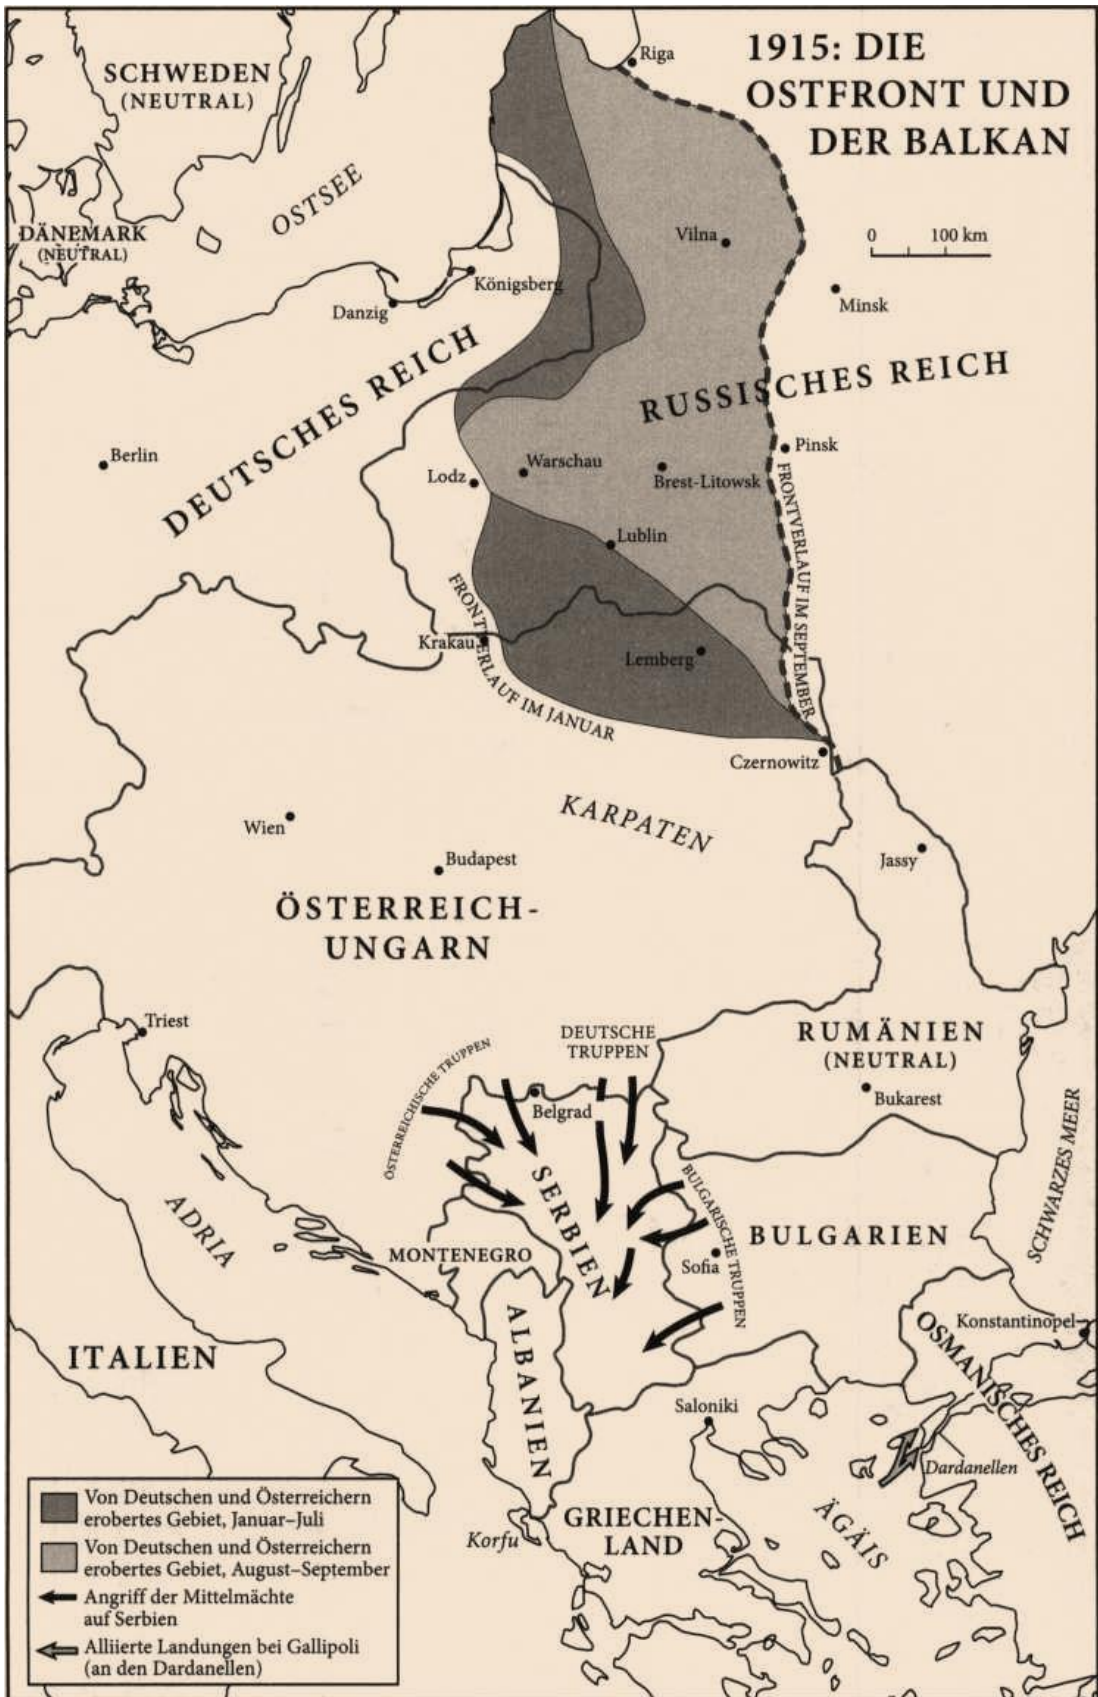 1915: DIE
OSTFRONT UND
DER BALKAN
SCHWEDEN
(NEUTRAL)
Riga
OSTSEE
DÄNEMARK
(NEUTRAL)
Vilna
0 100 km
Königsberg
Danzig
Minsk
DEUTSCHES REICH
RUSSISCHES REICH
Berlin
Pinsk
Lodz
Warschau
Brest-Litowsk
Lublin
FRONTVERLAUF IM SEPTEMBER
FRONTVERLAUF IM JANUAR
Krakau
Lemberg
Czernowitz
KARPATEN
Wien
Budapest
Jassy
ÖSTERREICH-
UNGARN
Triest
DEUTSCHE
TRUPPEN
RUMÄNIEN
(NEUTRAL)
ÖSTERREICHISCHE TRUPPEN
Belgrad
Bukarest
SCHWARZES MEER
SERBIEN
BULGARISCHE TRUPPEN
ADRIA
MONTENEGRO
BULGARIEN
Sofia
ALBANIEN
ITALIEN
Konstantinopel
OSMANISCHES REICH
Saloniki
Dardanellen
ÄGÄIS
Korfu
GRIECHEN-
LAND
Von Deutschen und Österreichern
erobertes Gebiet, Januar–Juli
Von Deutschen und Österreichern
erobertes Gebiet, August–September
Angriff der Mittelmächte
auf Serbien
Alliierte Landungen bei Gallipoli
(an den Dardanellen)